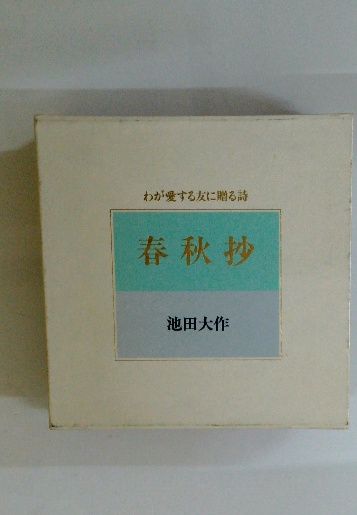 わが愛する友に贈る詩
春秋抄
池田大作